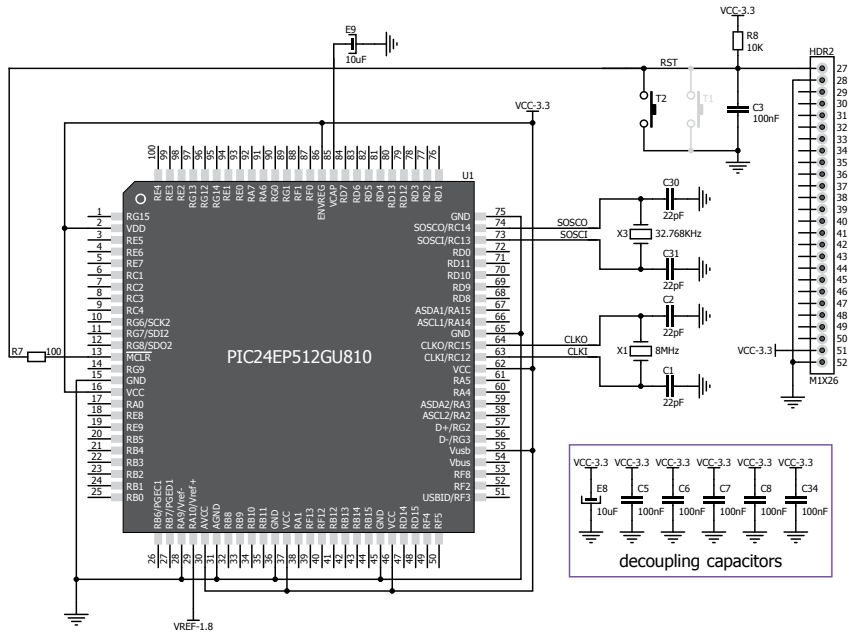 E9
10uF
VCC-3.3
R8
10K
RST
HDR2
T2
T1
C3
100nF
27
28
29
30
31
32
33
34
35
36
37
38
39
40
41
42
43
44
45
46
47
48
49
50
51
52
VCC-3.3
M1X26
VCC-3.3
100
99
98
97
96
95
94
93
92
91
90
89
88
87
86
85
84
83
82
81
80
79
78
77
76
RE4
RE3
RE2
RG13
RG12
RG14
RE1
RE0
RA7
RA6
RG0
RG1
RF1
RF0
ENVREG
VCAP
RD7
RD6
RD5
RD4
RD13
RD12
RD3
RD2
RD1
U1
1 RG15
2 VDD
3 RE5
4 RE6
5 RE7
6 RC1
7 RC2
8 RC3
9 RC4
10 RG6/SCK2
11 RG7/SDI2
12 RG8/SDO2
R7 100 13 MCLR
14 RG9
15 GND
16 VCC
17 RA0
18 RE8
19 RE9
20 RB5
21 RB4
22 RB3
23 RB2
24 RB1
25 RB0
PIC24EP512GU810
GND 75
SOSCO/RC14 74 SOSCO
SOSCI/RC13 73 SOSCI
RD0 72
RD11 71
RD10 70
RD9 69
RD8 68
ASDA1/RA15 67
ASCL1/RA14 66
GND 65
CLKO/RC15 64 CLKO
CLKI/RC12 63 CLKI
VCC 62
RA5 61
RA4 60
ASDA2/RA3 59
ASCL2/RA2 58
D+/RG2 57
D-/RG3 56
Vusb 55
Vbus 54
RF8 53
RF2 52
USBID/RF3 51
C30
22pF
X3 32.768KHz
C31
22pF
C2
22pF
X1 8MHz
C1
22pF
RB6/PGEC1
RB7/PGED1
RA9/Vref-
RA10/Vref+
AVCC
AGND
RB8
RB9
RB10
RB11
GND
VCC
RA1
RF13
RF12
RB12
RB13
RB14
RB15
GND
VCC
RD14
RD15
RF4
RF5
26
27
28
29
30
31
32
33
34
35
36
37
38
39
40
41
42
43
44
45
46
47
48
49
50
VREF-1.8
VCC-3.3 VCC-3.3 VCC-3.3 VCC-3.3 VCC-3.3 VCC-3.3
E8 C5 C6 C7 C8 C34
10uF 100nF 100nF 100nF 100nF 100nF
decoupling capacitors